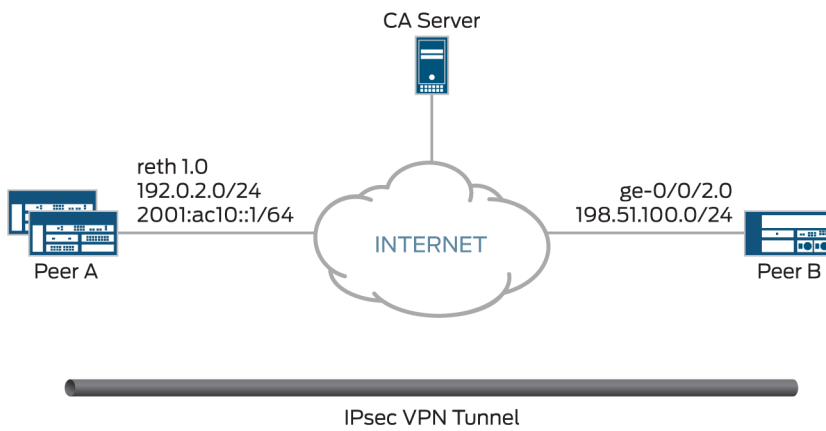 CA Server
reth 1.0
192.0.2.0/24
2001:ac10::1/64
ge-0/0/2.0
198.51.100.0/24
INTERNET
Peer A
Peer B
IPsec VPN Tunnel